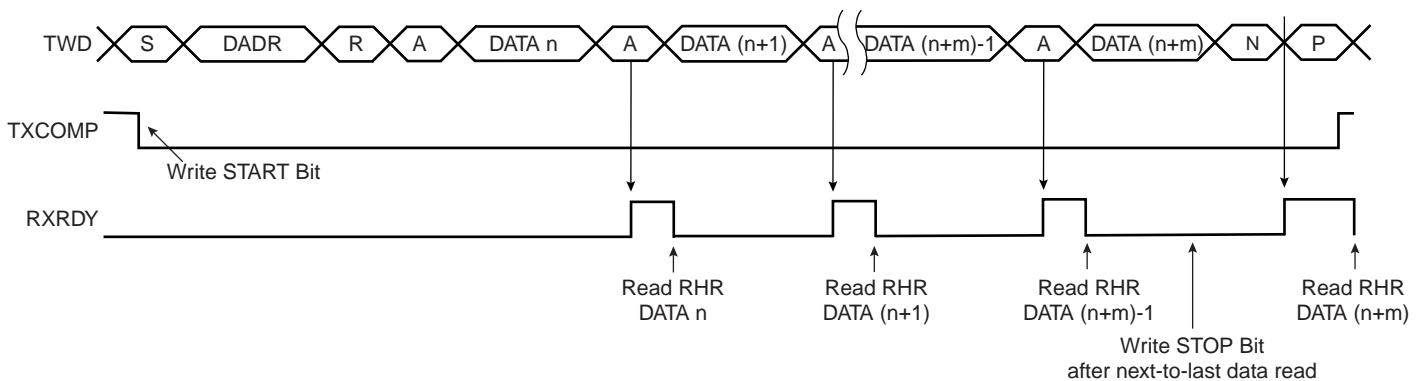 TWD S DADR R A DATA n A DATA (n+1) A DATA (n+m)-1 A DATA (n+m) N P
TXCOMP
Write START Bit
RXRDY
Read RHR
DATA n
Read RHR
DATA (n+1)
Read RHR
DATA (n+m)-1
Read RHR
DATA (n+m)
Write STOP Bit
after next-to-last data read